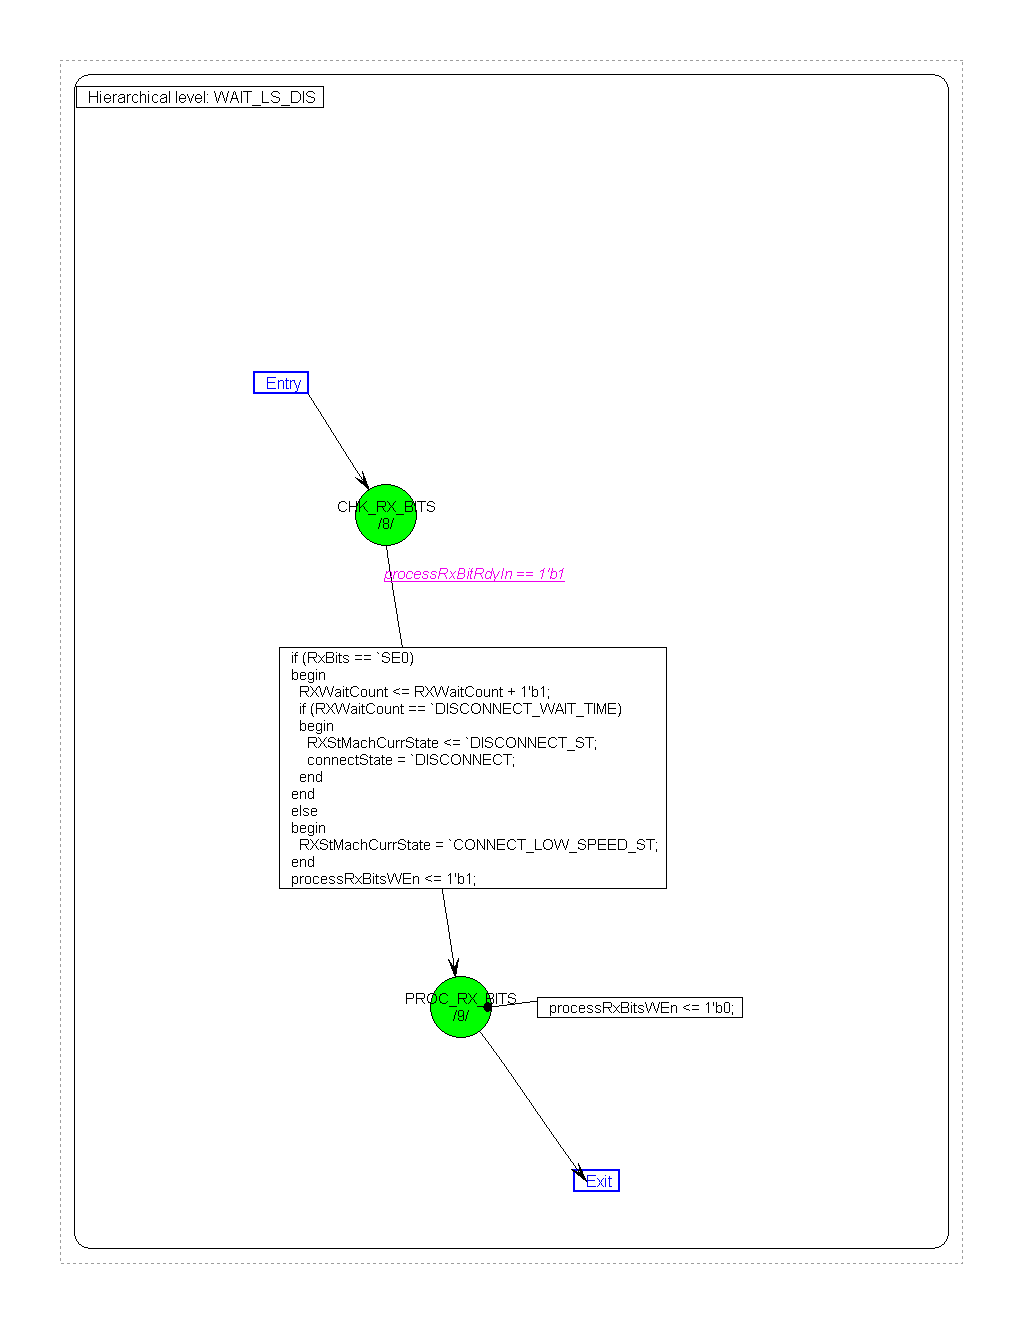 Hierarchical level: WAIT_LS_DIS
Entry
CHK_RX_BITS
/8/
processRxBitRdyIn == 1'b1
if (RxBits == `SE0)
begin
RXWaitCount <= RXWaitCount + 1'b1;
if (RXWaitCount == `DISCONNECT_WAIT_TIME)
begin
RXStMachCurrState <= `DISCONNECT_ST;
connectState = `DISCONNECT;
end
end
else
begin
RXStMachCurrState = `CONNECT_LOW_SPEED_ST;
end
processRxBitsWEn <= 1'b1;
PROC_RX_BITS
/9/
processRxBitsWEn <= 1'b0;
Exit